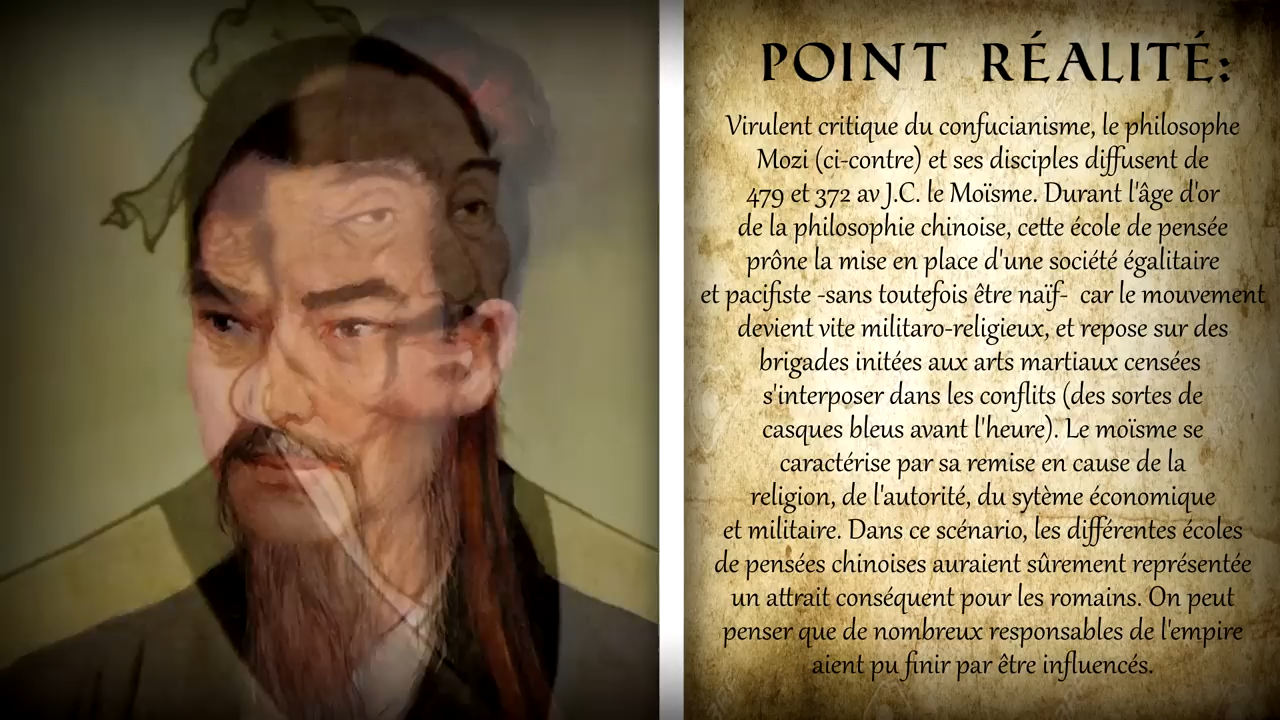 POINT RÉALITÉ:
Virulent critique du confucianisme, le philosophe
Mozi (ci-contre) et ses disciples diffusent de
479 et 372 av J.C. le Moïsme. Durant l'âge d'or
de la philosophie chinoise, cette école de pensée
prône la mise en place d'une société égalitaire
et pacifiste -sans toutefois être naïf- car le mouvement
devient vite militaro-religieux, et repose sur des
brigades initées aux arts martiaux censées
s'interposer dans les conflits (des sortes de
casques bleus avant l'heure). Le moïsme se
caractérise par sa remise en cause de la
religion, de l'autorité, du sytème économique
et militaire. Dans ce scénario, les différentes écoles
de pensées chinoises auraient sûrement représentée
un attrait conséquent pour les romains. On peut
penser que de nombreux responsables de l'empire
aient pu finir par être influencés.